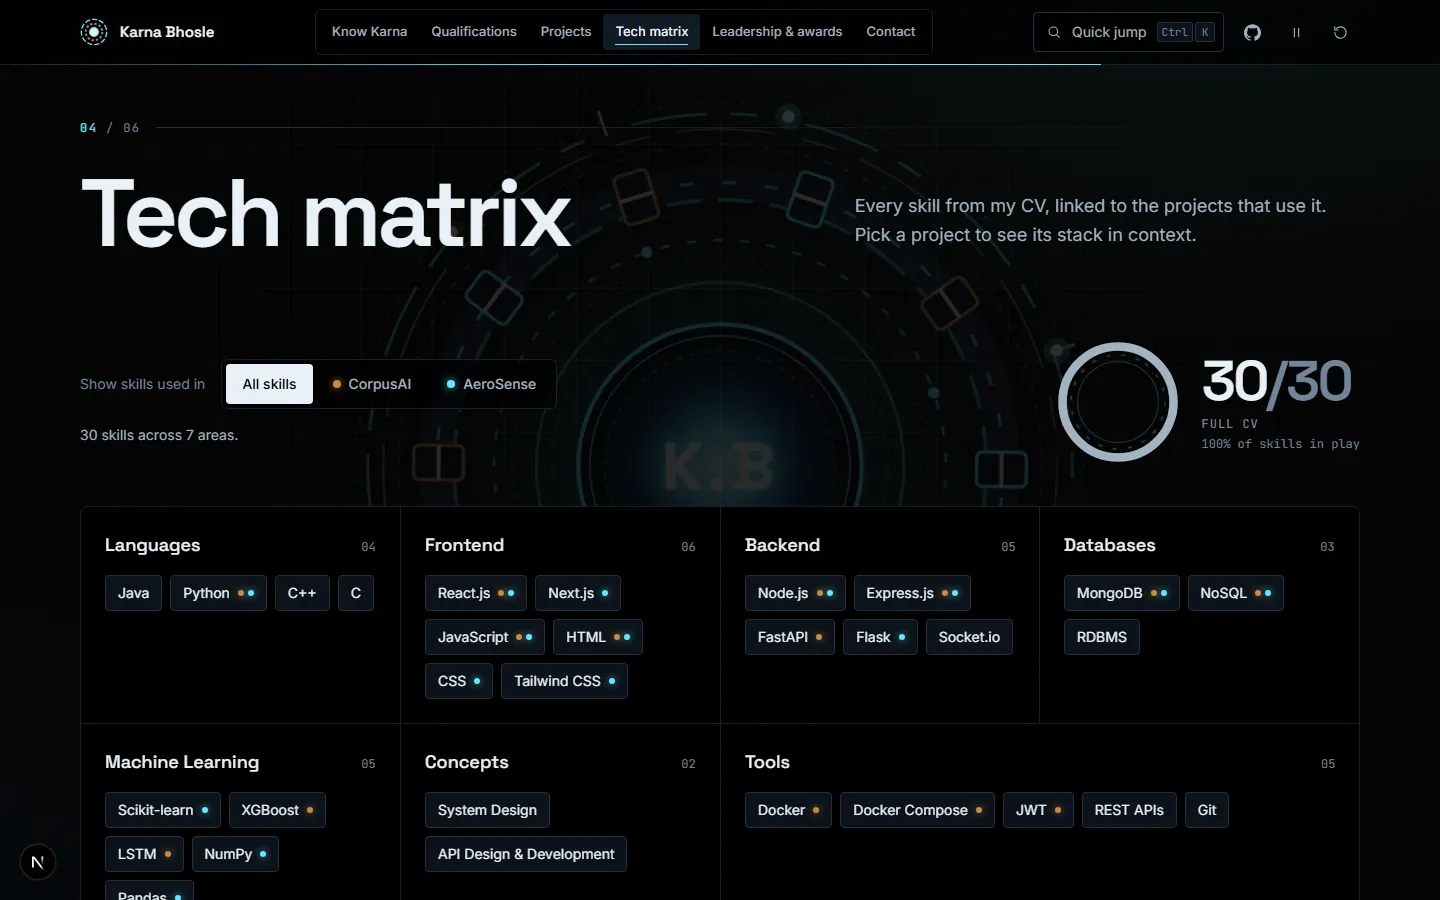 Karna Bhosle
Know Karna
Qualifications
Projects
Tech matrix
Leadership & awards
Contact
Quick jump
Ctrl K
04 / 06
Tech matrix
Every skill from my CV, linked to the projects that use it.
Pick a project to see its stack in context.
Show skills used in
All skills
CorpusAI
AeroSense
30 skills across 7 areas.
30/30
FULL CV
100% of skills in play
K:B
Languages 04
Java Python C++ C
Frontend 06
React.js Next.js
JavaScript HTML
CSS Tailwind CSS
Backend 05
Node.js Express.js
FastAPI Flask Socket.io
Databases 03
MongoDB NoSQL
RDBMS
Machine Learning 05
Scikit-learn XGBoost
LSTM NumPy
Pandas
Concepts 02
System Design
API Design & Development
Tools 05
Docker Docker Compose JWT REST APIs Git
N